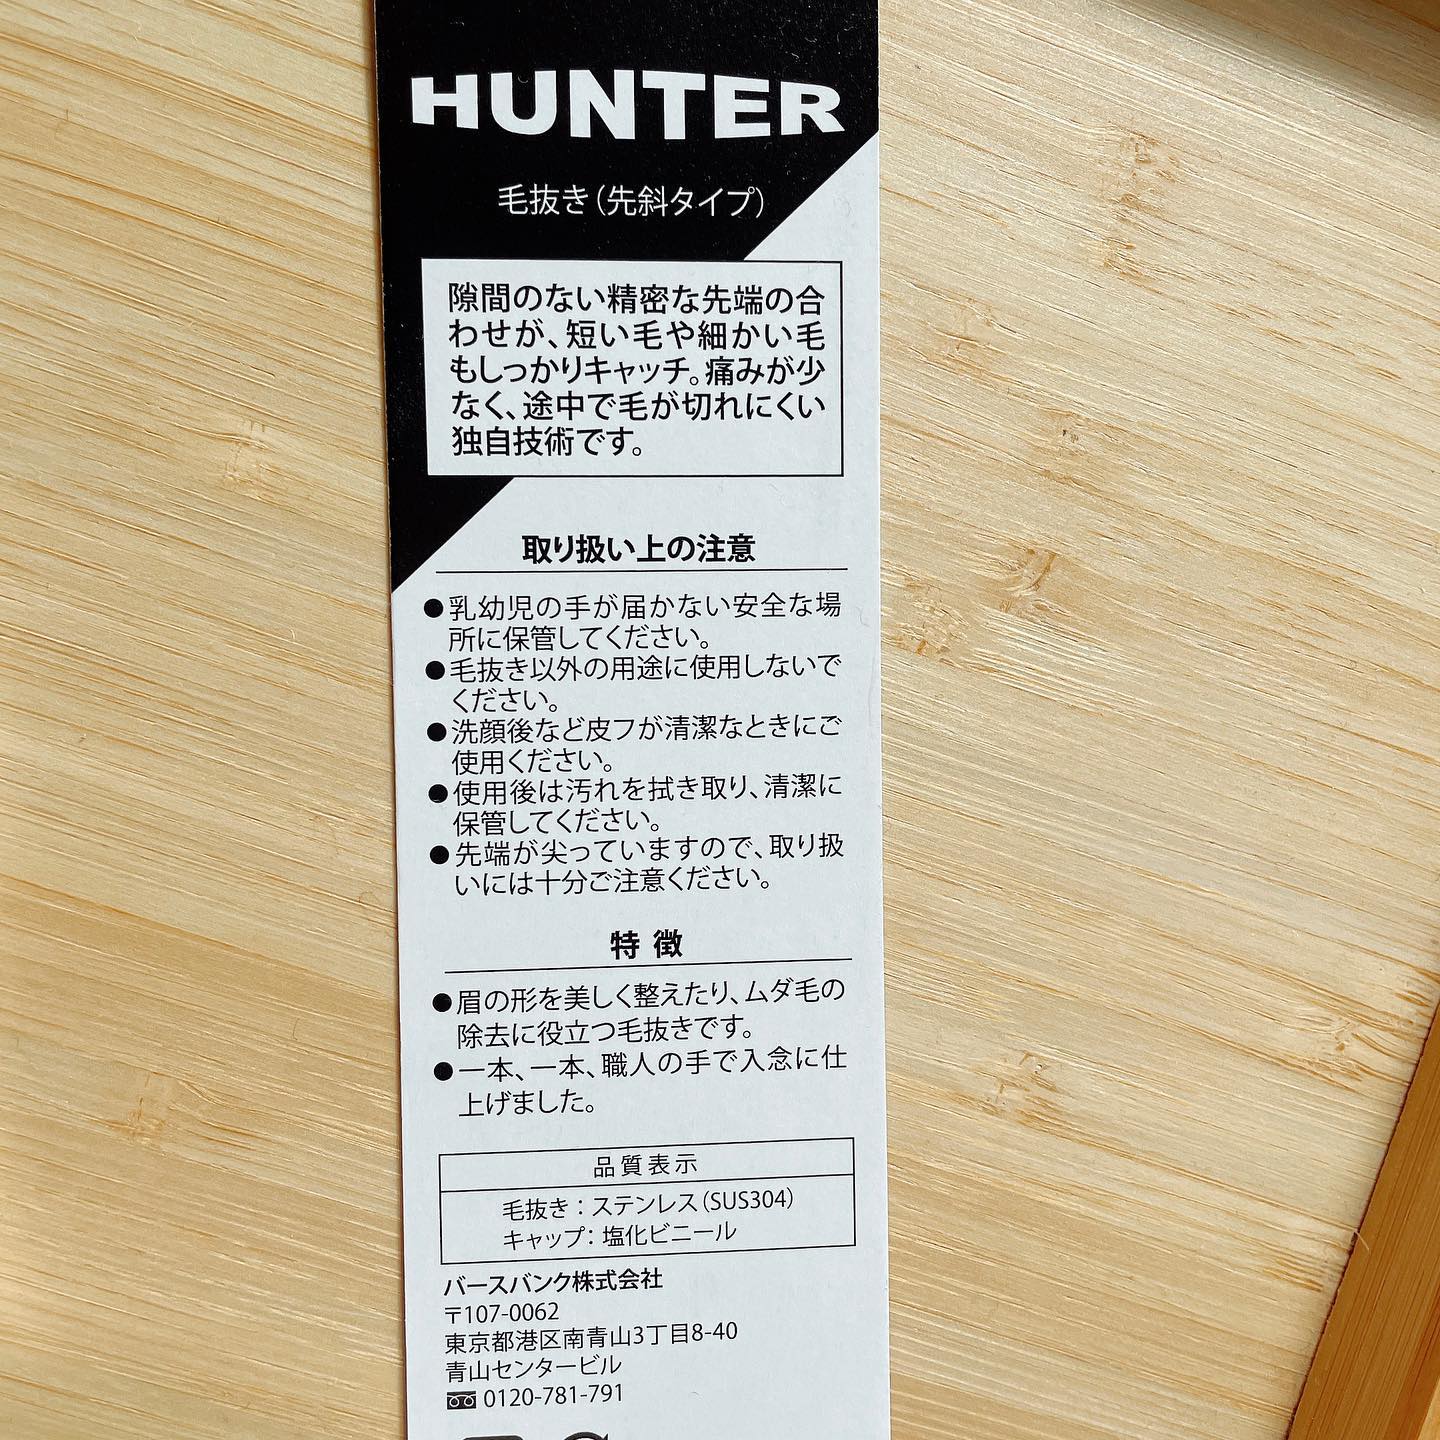 HUNTER
毛抜き(先斜タイプ)
隙間のない精密な先端の合
わせが、短い毛や細かい毛
もしっかりキャッチ。痛みが少
なく、途中で毛が切れにくい
独自技術です。
取り扱い上の注意
●乳幼児の手が届かない安全な場
所に保管してください。
●毛抜き以外の用途に使用しないで
ください。
●洗顔後など皮フが清潔なときにご
使用ください。
●使用後は汚れを拭き取り、清潔に
保管してください。
●先端が尖っていますので、取り扱
いには十分ご注意ください。
特 徴
●眉の形を美しく整えたり、ムダ毛の
除去に役立つ毛抜きです。
●一本、一本、職人の手で入念に仕
上げました。
品質表示
毛抜き：ステンレス(SUS304)
キャップ：塩化ビニール
バースバンク株式会社
〒107-0062
東京都港区南青山3丁目8-40
青山センタービル
0120-781-791